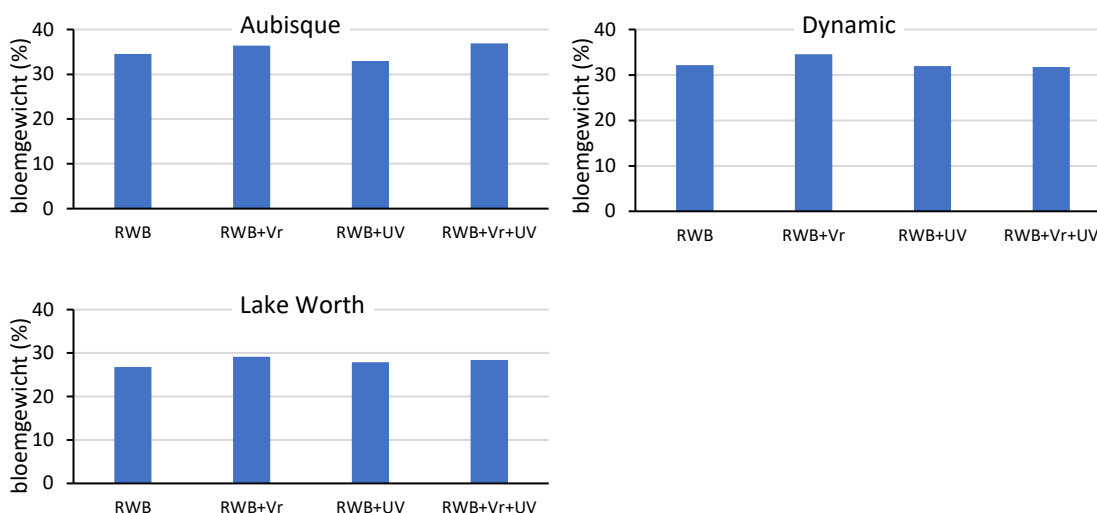 Aubisque
bloemgewicht (%)
40
30
20
10
0
RWB RWB+Vr RWB+UV RWB+Vr+UV
Dynamic
bloemgewicht (%)
40
30
20
10
0
RWB RWB+Vr RWB+UV RWB+Vr+UV
Lake Worth
bloemgewicht (%)
40
30
20
10
0
RWB RWB+Vr RWB+UV RWB+Vr+UV